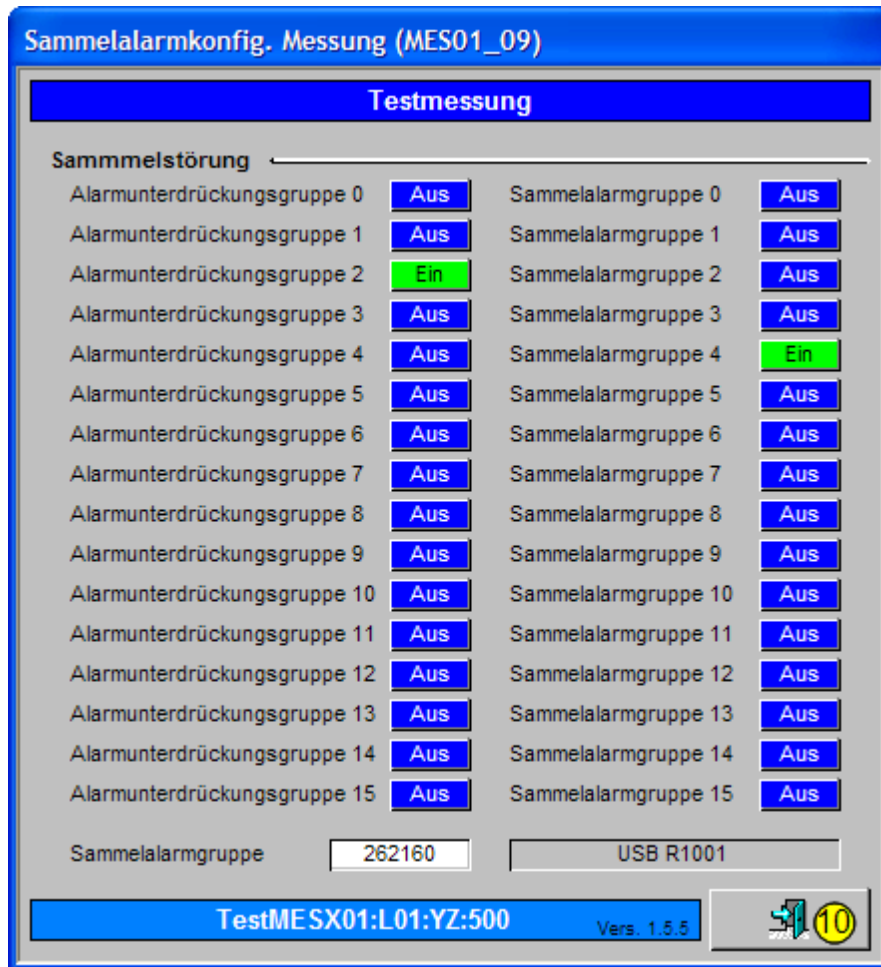 Sammelalarmkonfig. Messung (MES01_09)
Testmessung
Sammmelstörung
Alarmunterdrückungsgruppe 0 Aus Sammelalarmgruppe 0 Aus
Alarmunterdrückungsgruppe 1 Aus Sammelalarmgruppe 1 Aus
Alarmunterdrückungsgruppe 2 Ein Sammelalarmgruppe 2 Aus
Alarmunterdrückungsgruppe 3 Aus Sammelalarmgruppe 3 Aus
Alarmunterdrückungsgruppe 4 Aus Sammelalarmgruppe 4 Ein
Alarmunterdrückungsgruppe 5 Aus Sammelalarmgruppe 5 Aus
Alarmunterdrückungsgruppe 6 Aus Sammelalarmgruppe 6 Aus
Alarmunterdrückungsgruppe 7 Aus Sammelalarmgruppe 7 Aus
Alarmunterdrückungsgruppe 8 Aus Sammelalarmgruppe 8 Aus
Alarmunterdrückungsgruppe 9 Aus Sammelalarmgruppe 9 Aus
Alarmunterdrückungsgruppe 10 Aus Sammelalarmgruppe 10 Aus
Alarmunterdrückungsgruppe 11 Aus Sammelalarmgruppe 11 Aus
Alarmunterdrückungsgruppe 12 Aus Sammelalarmgruppe 12 Aus
Alarmunterdrückungsgruppe 13 Aus Sammelalarmgruppe 13 Aus
Alarmunterdrückungsgruppe 14 Aus Sammelalarmgruppe 14 Aus
Alarmunterdrückungsgruppe 15 Aus Sammelalarmgruppe 15 Aus
Sammelalarmgruppe 262160 USB R1001
TestMESX01:L01:YZ:500 Vers. 1.5.5 10